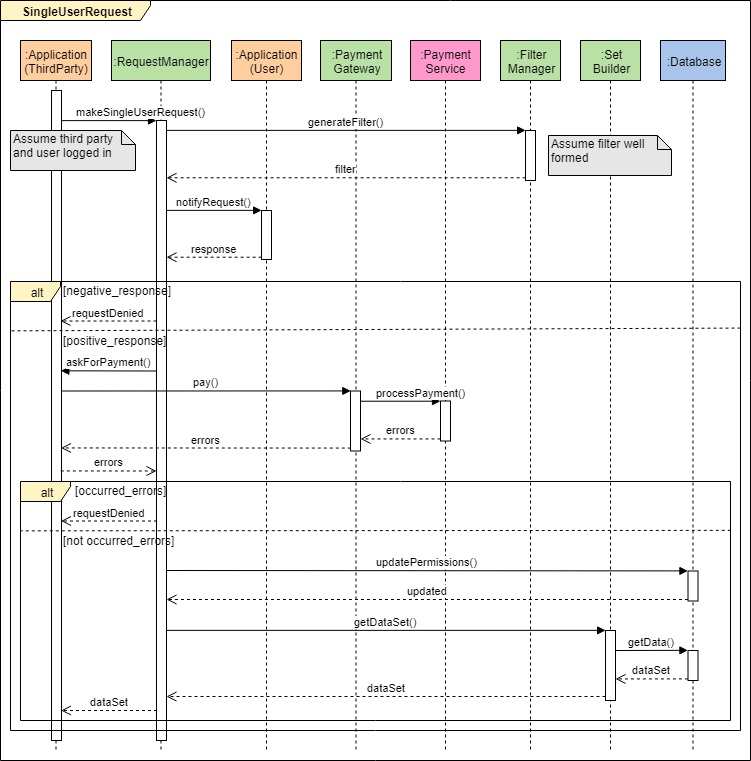 SingleUserRequest
:Application
(ThirdParty)
:RequestManager
:Application
(User)
:Payment
Gateway
:Payment
Service
:Filter
Manager
:Set
Builder
:Database
makeSingleUserRequest()
generateFilter()
Assume third party
and user logged in
Assume filter well
formed
filter
notifyRequest()
response
alt
[negative_response]
requestDenied
[positive_response]
askForPayment()
pay()
processPayment()
errors
errors
errors
alt
[occurred_errors]
requestDenied
[not occurred_errors]
updatePermissions()
updated
getDataSet()
getData()
dataSet
dataSet
dataSet